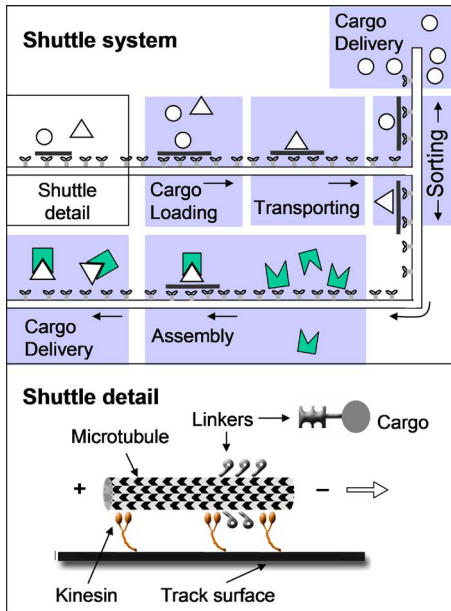 Shuttle system
Cargo
Delivery
Sorting
Shuttle
detail
Cargo
Loading
Transporting
Cargo
Delivery
Assembly
Shuttle detail
Linkers
Cargo
Microtubule
+
–
Kinesin
Track surface